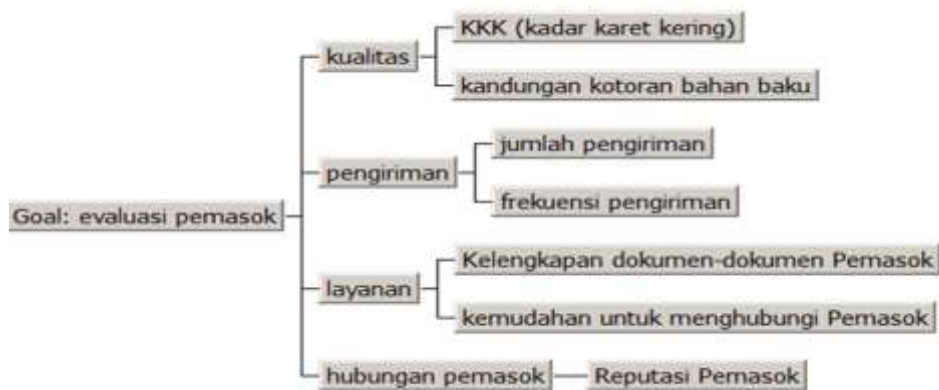 Goal: evaluasi pemasok
kualitas
KKK (kadar karet kering)
kandungan kotoran bahan baku
pengiriman
jumlah pengiriman
frekuensi pengiriman
layanan
Kelengkapan dokumen-dokumen Pemasok
kemudahan untuk menghubungi Pemasok
hubungan pemasok
Reputasi Pemasok